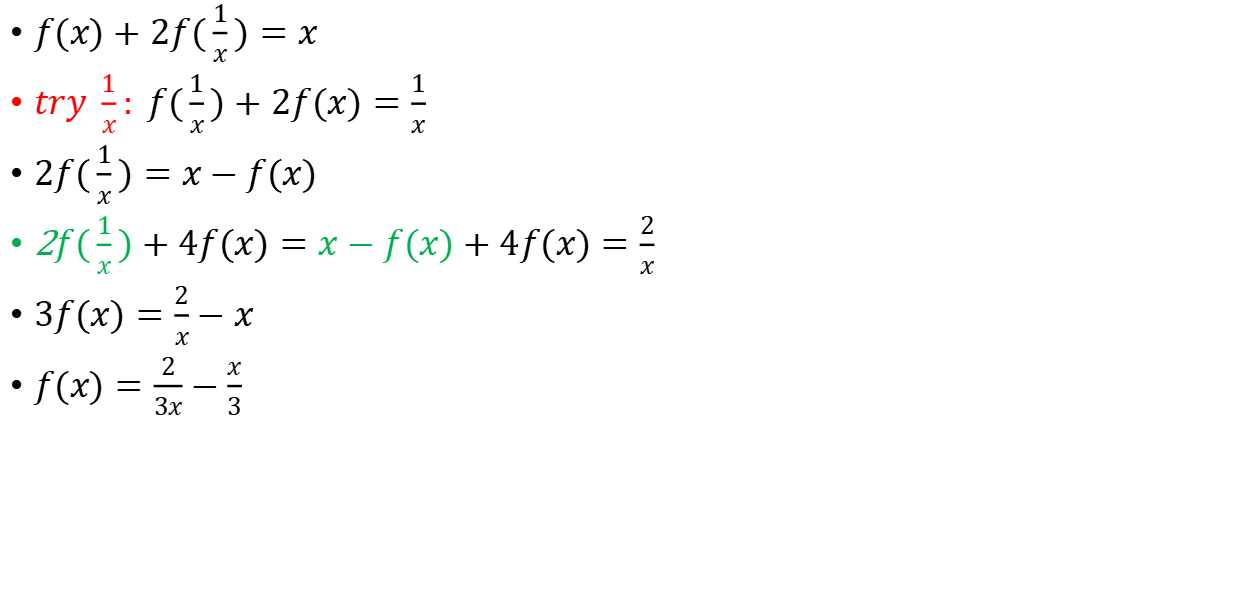 • f(x) + 2f(1/x) = x
• try 1/x: f(1/x) + 2f(x) = 1/x
• 2f(1/x) = x − f(x)
• 2f(1/x) + 4f(x) = x − f(x) + 4f(x) = 2/x
• 3f(x) = 2/x − x
• f(x) = 2/3x − x/3